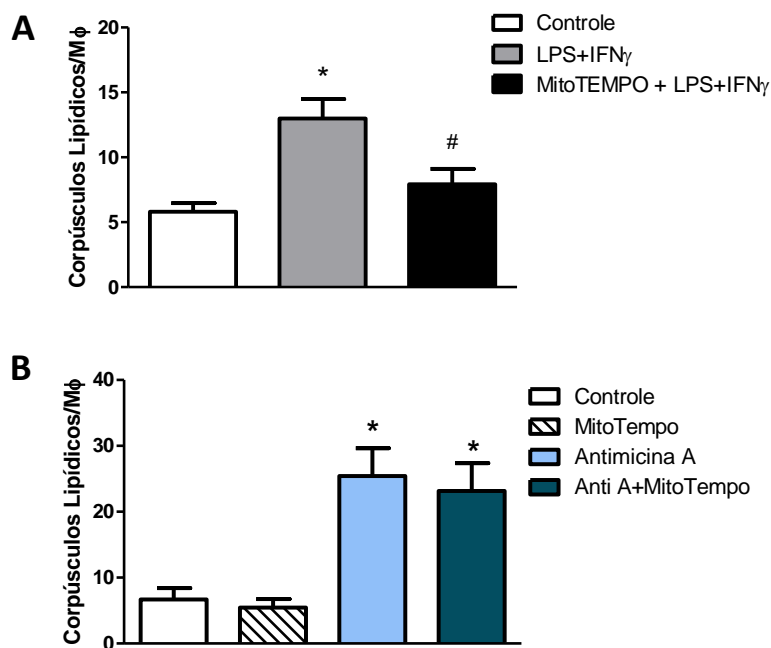 A
Corpúsculos Lipídicos/Mϕ
20
15
10
5
0
*
#
Controle
LPS+IFNγ
MitoTEMPO + LPS+IFNγ
B
Corpúsculos Lipídicos/Mϕ
40
30
20
10
0
*
*
Controle
MitoTempo
Antimicina A
Anti A+MitoTempo